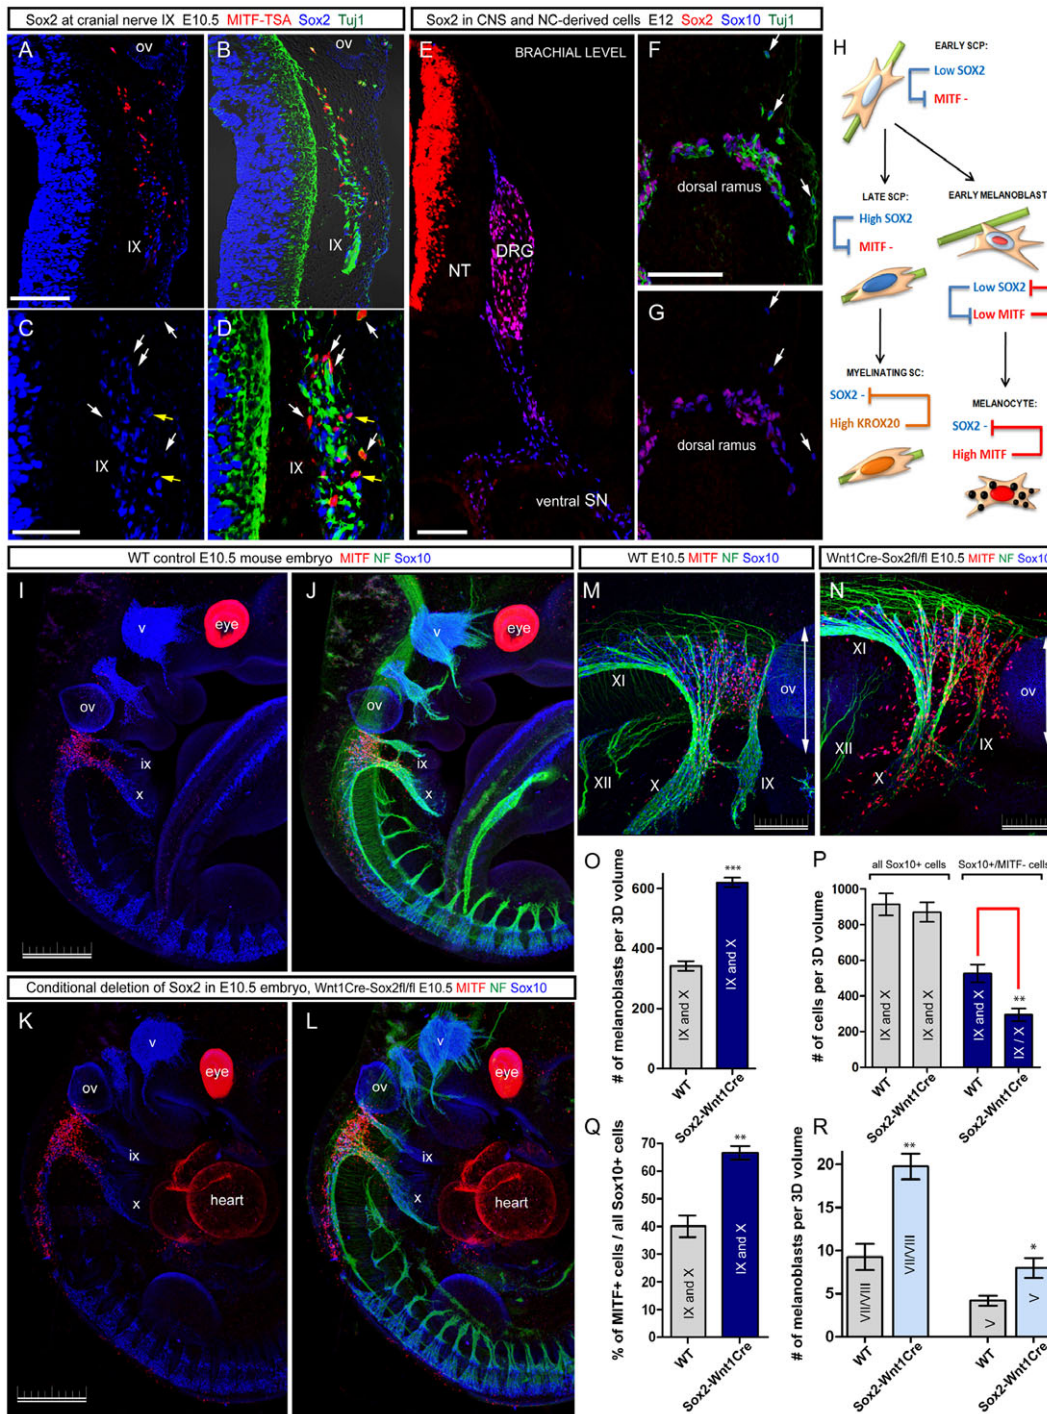 Sox2 at cranial nerve IX E10.5 MITF-TSA Sox2 Tuj1
Sox2 in CNS and NC-derived cells E12 Sox2 Sox10 Tuj1
A
ov
IX
B
ov
IX
C
IX
D
IX
E
BRACHIAL LEVEL
NT
DRG
ventral SN
F
dorsal ramus
G
dorsal ramus
H
EARLY SCP:
Low SOX2
MITF -
LATE SCP:
High SOX2
MITF -
EARLY MELANOBLAST
Low SOX2
Low MITF
MYELINATING SC:
SOX2 -
High KROX20
MELANOCYTE:
SOX2 -
High MITF
WT control E10.5 mouse embryo MITF NF Sox10
I
v
eye
ov
ix
x
J
v
eye
ov
ix
x
WT E10.5 MITF NF Sox10
Wnt1Cre-Sox2fl/fl E10.5 MITF NF Sox10
M
XI
ov
XII
X
IX
N
XI
ov
XII
X
IX
Conditional deletion of Sox2 in E10.5 embryo, Wnt1Cre-Sox2fl/fl E10.5 MITF NF Sox10
K
v
eye
ov
ix
x
heart
L
v
eye
ov
ix
x
heart
O
# of melanoblasts per 3D volume
600
400
200
0
***
IX and X
IX and X
WT
Sox2-Wnt1Cre
P
all Sox10+ cells
Sox10+/MITF- cells
# of cells per 3D volume
1000
800
600
400
200
0
**
IX and X
IX and X
IX and X
IX / X
WT
Sox2-Wnt1Cre
WT
Sox2-Wnt1Cre
Q
% of MITF+ cells / all Sox10+ cells
70
60
50
40
30
20
10
0
**
IX and X
IX and X
WT
Sox2-Wnt1Cre
R
# of melanoblasts per 3D volume
20
15
10
5
0
**
*
VII/VIII
VII/VIII
V
V
WT
Sox2-Wnt1Cre
WT
Sox2-Wnt1Cre